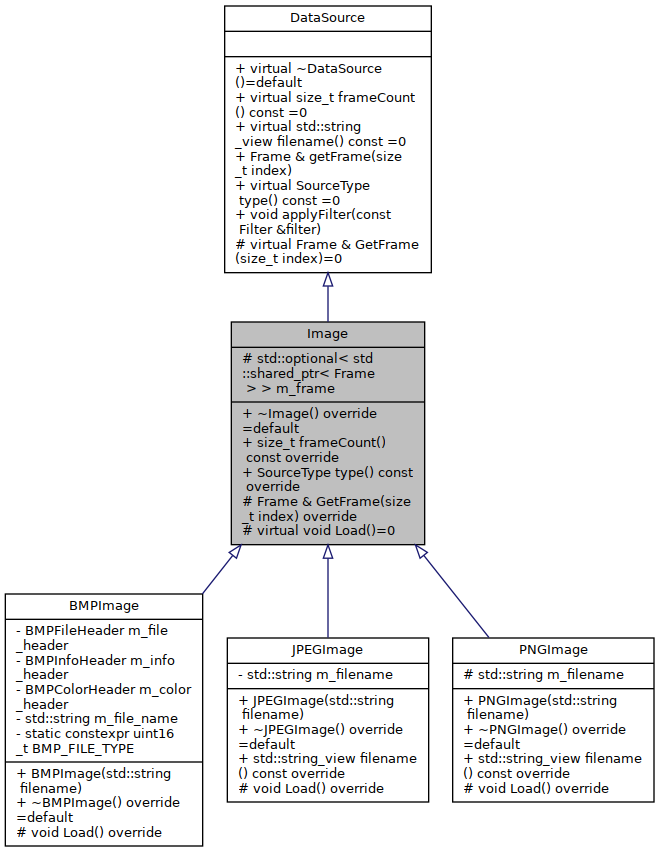 DataSource
+ virtual ~DataSource
()=default
+ virtual size_t frameCount
() const =0
+ virtual std::string
_view filename() const =0
+ Frame & getFrame(size
_t index)
+ virtual SourceType
type() const =0
+ void applyFilter(const
Filter &filter)
# virtual Frame & GetFrame
(size_t index)=0
Image
# std::optional< std
::shared_ptr< Frame
> > m_frame
+ ~Image() override
=default
+ size_t frameCount()
const override
+ SourceType type() const
override
# Frame & GetFrame(size
_t index) override
# virtual void Load()=0
BMPImage
- BMPFileHeader m_file
_header
- BMPInfoHeader m_info
_header
- BMPColorHeader m_color
_header
- std::string m_file_name
- static constexpr uint16
_t BMP_FILE_TYPE
+ BMPImage(std::string
filename)
+ ~BMPImage() override
=default
# void Load() override
JPEGImage
- std::string m_filename
+ JPEGImage(std::string
filename)
+ ~JPEGImage() override
=default
+ std::string_view filename
() const override
# void Load() override
PNGImage
# std::string m_filename
+ PNGImage(std::string
filename)
+ ~PNGImage() override
=default
+ std::string_view filename
() const override
# void Load() override